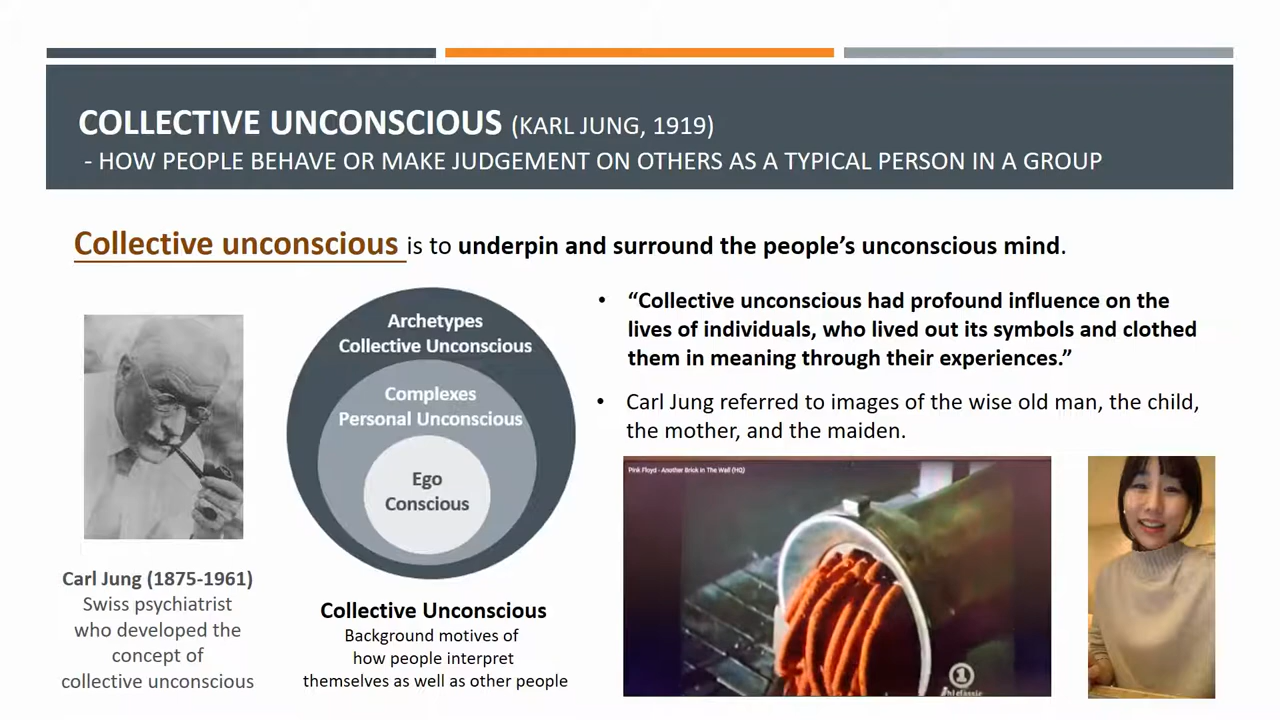 COLLECTIVE UNCONSCIOUS (KARL JUNG, 1919)
- HOW PEOPLE BEHAVE OR MAKE JUDGEMENT ON OTHERS AS A TYPICAL PERSON IN A GROUP
Collective unconscious is to underpin and surround the people’s unconscious mind.
Carl Jung (1875-1961)
Swiss psychiatrist
who developed the
concept of
collective unconscious
Archetypes
Collective Unconscious
Complexes
Personal Unconscious
Ego
Conscious
Collective Unconscious
Background motives of
how people interpret
themselves as well as other people
• “Collective unconscious had profound influence on the
lives of individuals, who lived out its symbols and clothed
them in meaning through their experiences.”
• Carl Jung referred to images of the wise old man, the child,
the mother, and the maiden.
Pink Floyd - Another Brick In The Wall (HQ)
1
classic